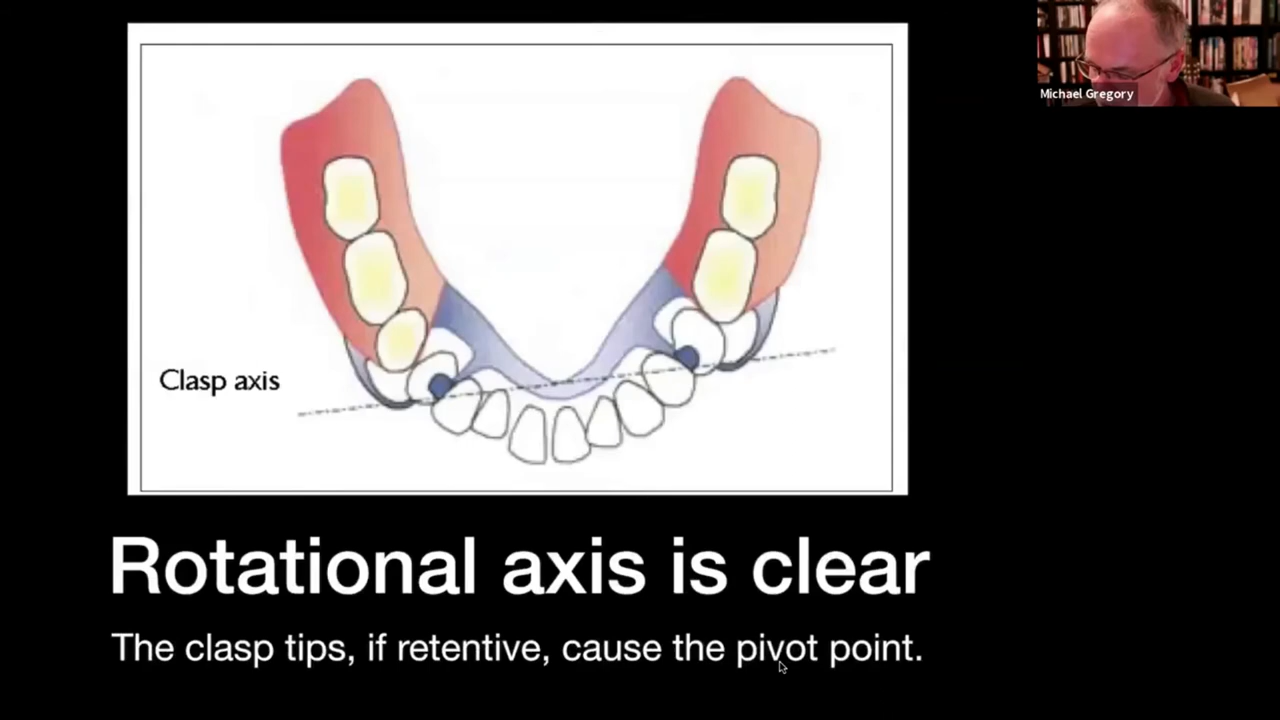 Michael Gregory
Clasp axis
Rotational axis is clear
The clasp tips, if retentive, cause the pivot point.